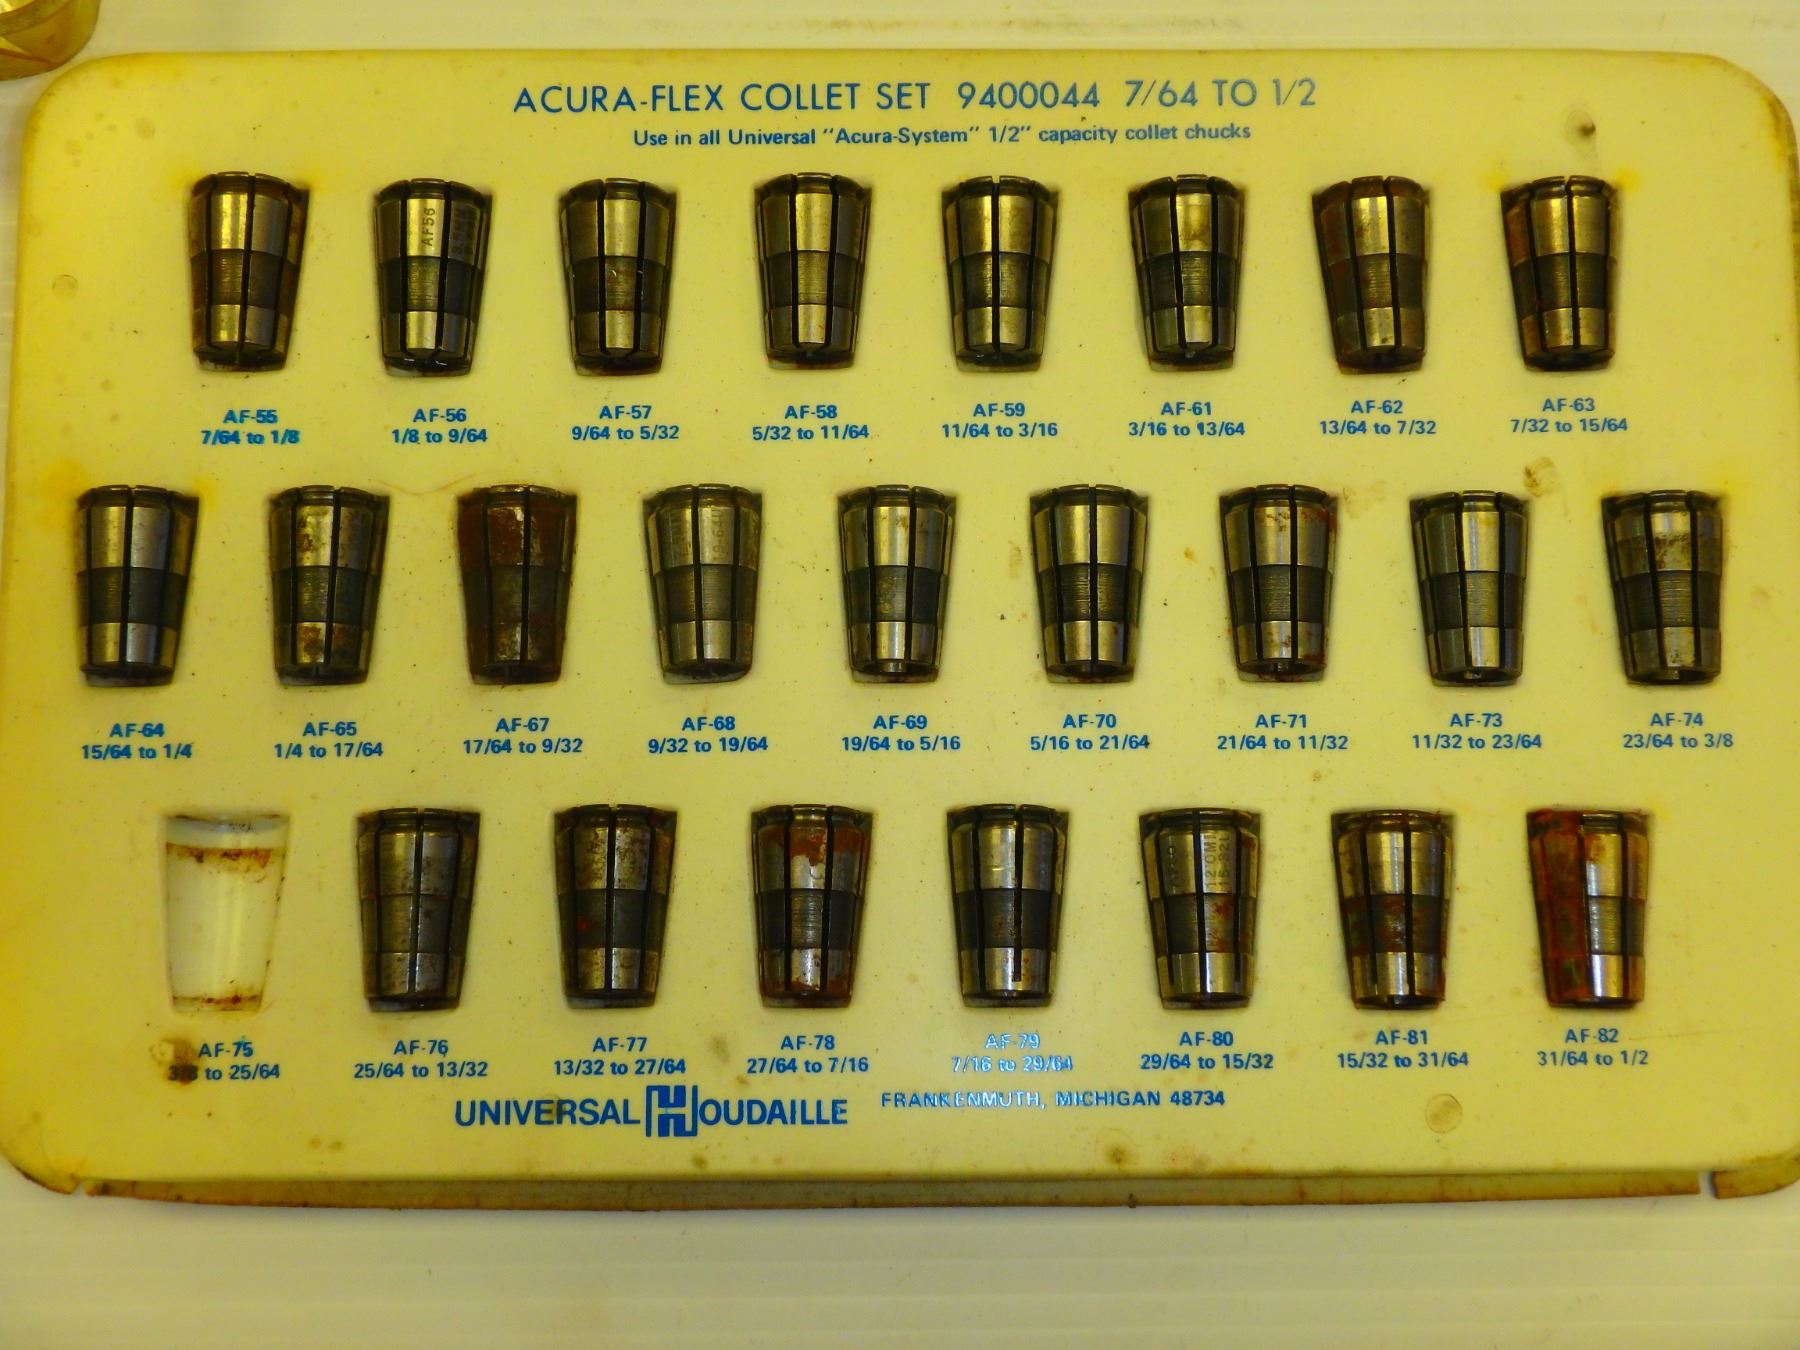 ACURA-FLEX COLLET SET 9400044 7/64 TO 1/2
Use in all Universal "Acura-System" 1/2" capacity collet chucks
AF56
AF-55 AF-56 AF-57 AF-58 AF-59 AF-61 AF-62 AF-63
7/64 to 1/8 1/8 to 9/64 9/64 to 5/32 5/32 to 11/64 11/64 to 3/16 3/16 to 13/64 13/64 to 7/32 7/32 to 15/64
AF-64 AF-65 AF-67 AF-68 AF-69 AF-70 AF-71 AF-73 AF-74
15/64 to 1/4 1/4 to 17/64 17/64 to 9/32 9/32 to 19/64 19/64 to 5/16 5/16 to 21/64 21/64 to 11/32 11/32 to 23/64 23/64 to 3/8
AF-75 AF-76 AF-77 AF-78 AF-79 AF-80 AF-81 AF-82
3/8 to 25/64 25/64 to 13/32 13/32 to 27/64 27/64 to 7/16 7/16 to 29/64 29/64 to 15/32 15/32 to 31/64 31/64 to 1/2
UNIVERSAL HOUDAILLE FRANKENMUTH, MICHIGAN 48734